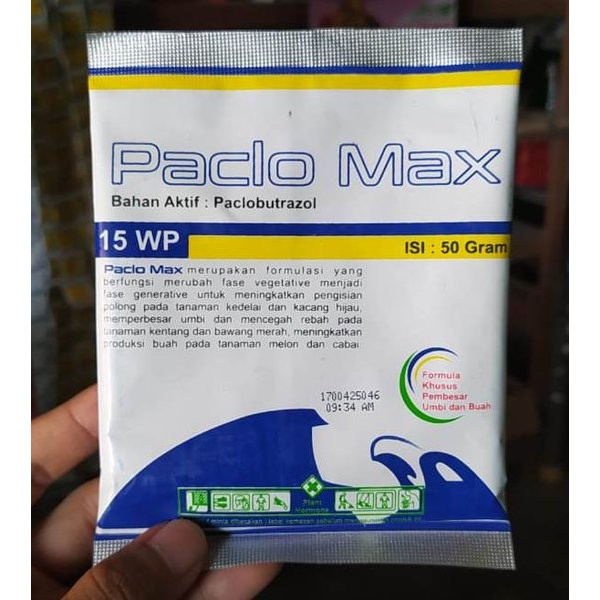 Paclo Max
Bahan Aktif : Paclobutrazol
15 WP
ISI : 50 Gram
Paclo Max merupakan formulasi yang
berfungsi merubah fase vegetative menjadi
fase generative untuk meningkatkan pengisian
polong pada tanaman kedelai dan kacang hijau,
memperbesar umbi dan mencegah rebah pada
tanaman kentang dan bawang merah, meningkatkan
produksi buah pada tanaman melon dan cabai
Formula
Khusus
Pembesar
Umbi dan Buah
1700425046
09:34 AM
Plant
Hormone
label kemasan sebelum